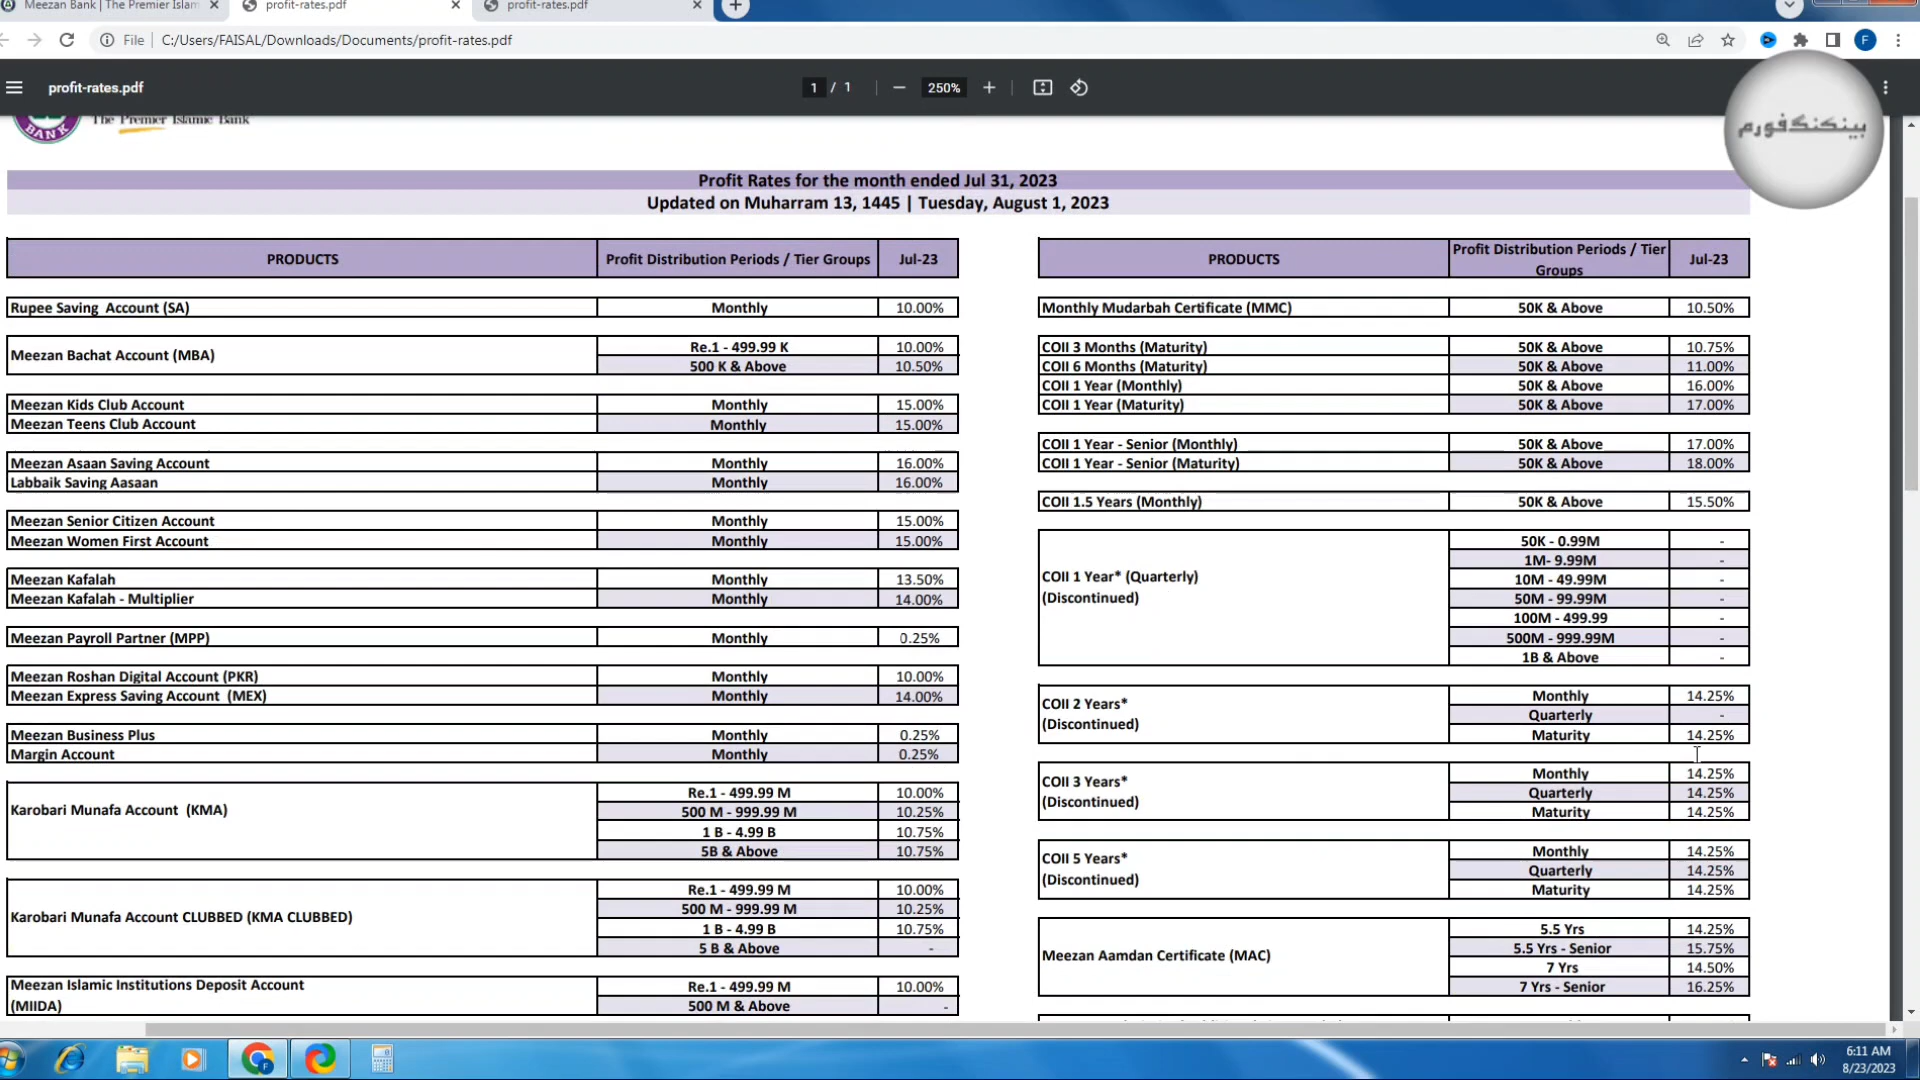 Meezan Bank | The Premier Islam
profit-rates.pdf
profit-rates.pdf
File
C:/Users/FAISAL/Downloads/Documents/profit-rates.pdf
F
profit-rates.pdf
1 / 1
250%
بینکنگ فورم
BANK
The Premier Islamic Bank
Profit Rates for the month ended Jul 31, 2023
Updated on Muharram 13, 1445 | Tuesday, August 1, 2023
PRODUCTS Profit Distribution Periods / Tier Groups Jul-23
Rupee Saving Account (SA) Monthly 10.00%
Meezan Bachat Account (MBA)
Re.1 - 499.99 K 10.00%
500 K & Above 10.50%
Meezan Kids Club Account Monthly 15.00%
Meezan Teens Club Account Monthly 15.00%
Meezan Asaan Saving Account Monthly 16.00%
Labbaik Saving Aasaan Monthly 16.00%
Meezan Senior Citizen Account Monthly 15.00%
Meezan Women First Account Monthly 15.00%
Meezan Kafalah Monthly 13.50%
Meezan Kafalah - Multiplier Monthly 14.00%
Meezan Payroll Partner (MPP) Monthly 0.25%
Meezan Roshan Digital Account (PKR) Monthly 10.00%
Meezan Express Saving Account (MEX) Monthly 14.00%
Meezan Business Plus Monthly 0.25%
Margin Account Monthly 0.25%
Karobari Munafa Account (KMA)
Re.1 - 499.99 M 10.00%
500 M - 999.99 M 10.25%
1 B - 4.99 B 10.75%
5B & Above 10.75%
Karobari Munafa Account CLUBBED (KMA CLUBBED)
Re.1 - 499.99 M 10.00%
500 M - 999.99 M 10.25%
1 B - 4.99 B 10.75%
5 B & Above -
Meezan Islamic Institutions Deposit Account
(MIIDA)
Re.1 - 499.99 M 10.00%
500 M & Above -
PRODUCTS Profit Distribution Periods / Tier
Groups
Jul-23
Monthly Mudarbah Certificate (MMC) 50K & Above 10.50%
COII 3 Months (Maturity) 50K & Above 10.75%
COII 6 Months (Maturity) 50K & Above 11.00%
COII 1 Year (Monthly) 50K & Above 16.00%
COII 1 Year (Maturity) 50K & Above 17.00%
COII 1 Year - Senior (Monthly) 50K & Above 17.00%
COII 1 Year - Senior (Maturity) 50K & Above 18.00%
COII 1.5 Years (Monthly) 50K & Above 15.50%
COII 1 Year* (Quarterly)
(Discontinued)
50K - 0.99M -
1M- 9.99M -
10M - 49.99M -
50M - 99.99M -
100M - 499.99 -
500M - 999.99M -
1B & Above -
COII 2 Years*
(Discontinued)
Monthly 14.25%
Quarterly -
Maturity 14.25%
COII 3 Years*
(Discontinued)
Monthly 14.25%
Quarterly 14.25%
Maturity 14.25%
COII 5 Years*
(Discontinued)
Monthly 14.25%
Quarterly 14.25%
Maturity 14.25%
Meezan Aamdan Certificate (MAC)
5.5 Yrs 14.25%
5.5 Yrs - Senior 15.75%
7 Yrs 14.50%
7 Yrs - Senior 16.25%
6:11 AM
8/23/2023